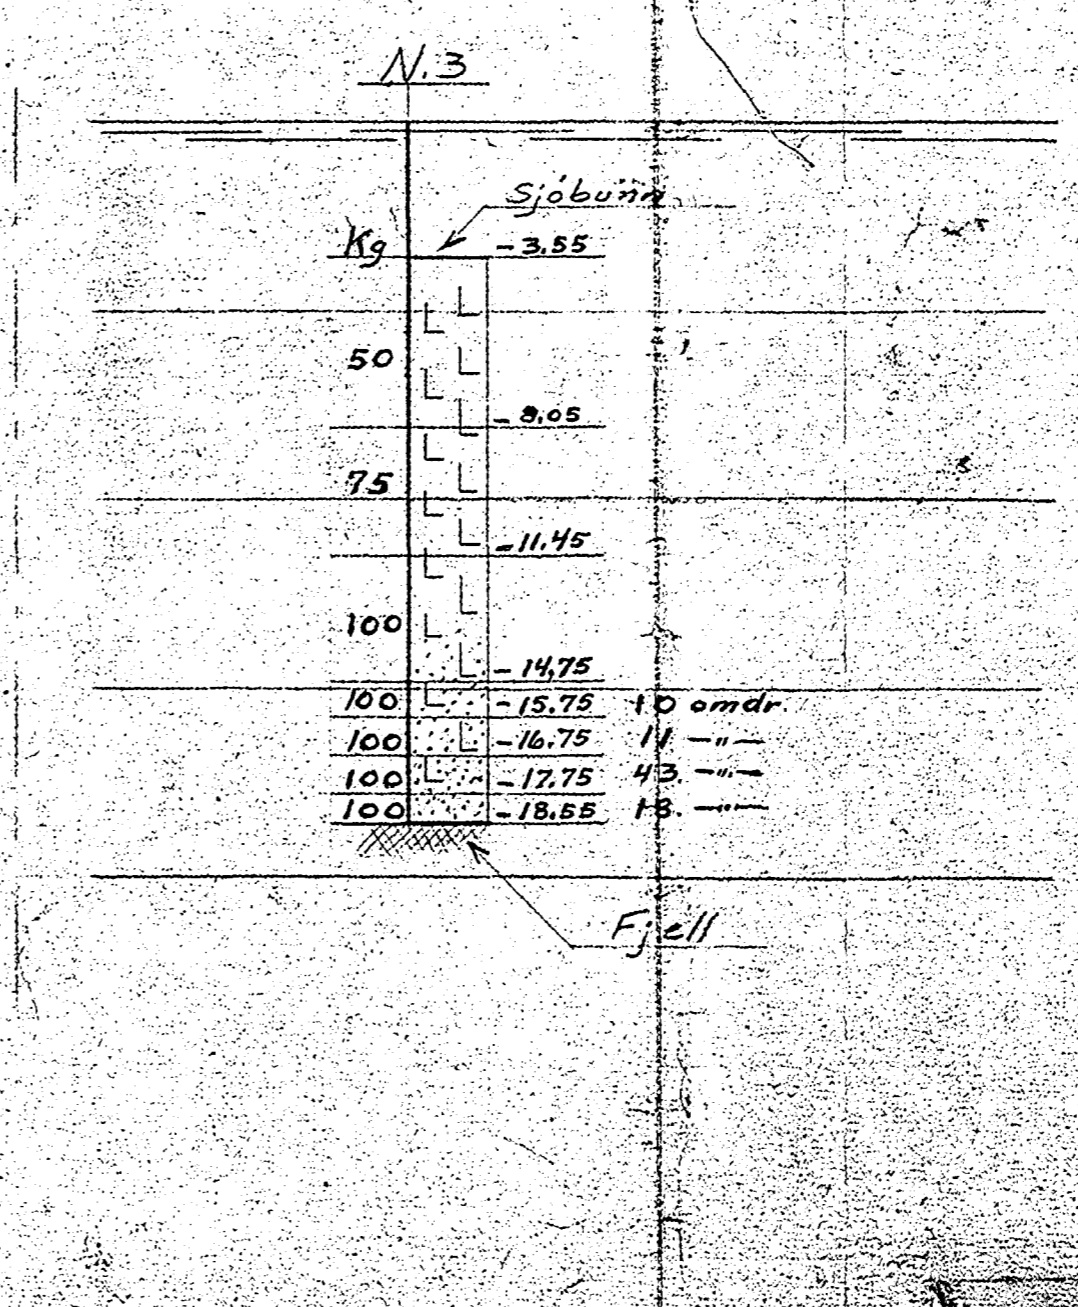 N.3
Sjóbunn
Kg - 3.55
50
- 8.05
75
- 11.45
100
- 14,75
100 - 15.75 10 omdr.
100 - 16.75 11 -"-
100 - 17.75 43. -"-
100 - 18.55 18. -"-
Fjell